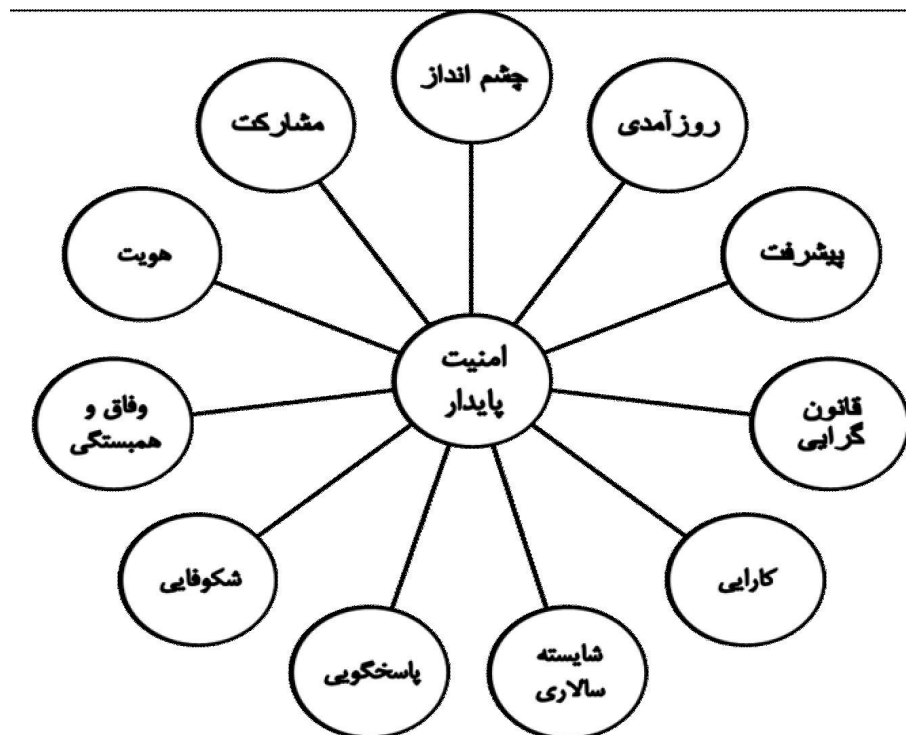 چشم انداز
روزآمدی
پیشرفت
قانون
گرایی
کارایی
شایسته
سالاری
پاسخگویی
شکوفایی
وفاق و
همبستگی
هویت
مشارکت
امنیت
پایدار